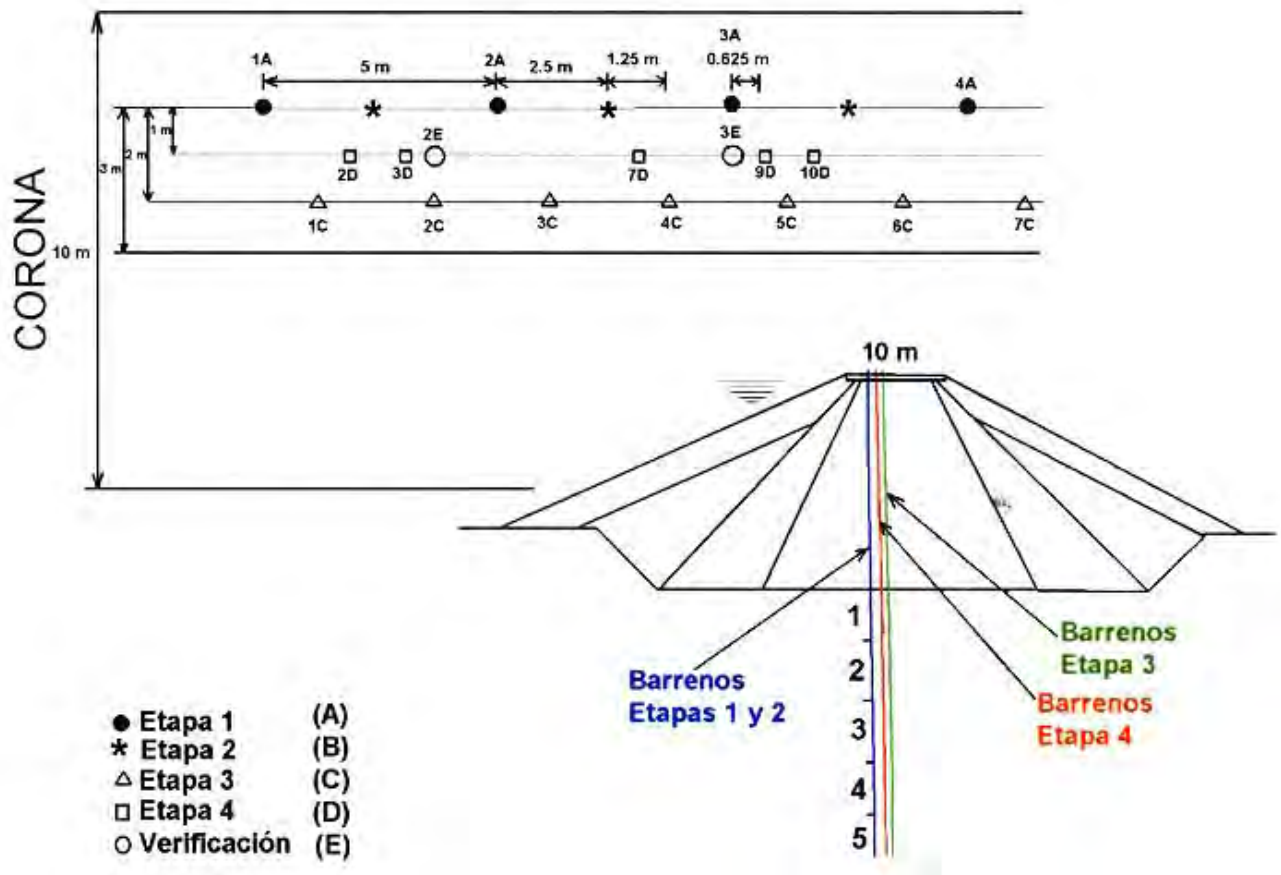 CORONA
10 m
3 m
2 m
1 m
1A
5 m
2A
2.5 m
1.25 m
3A
0.625 m
4A
2E
3E
2D
3D
7D
9D
10D
1C
2C
3C
4C
5C
6C
7C
10 m
1
2
3
4
5
Barrenos
Etapas 1 y 2
Barrenos
Etapa 3
Barrenos
Etapa 4
Etapa 1 (A)
Etapa 2 (B)
Etapa 3 (C)
Etapa 4 (D)
Verificación (E)